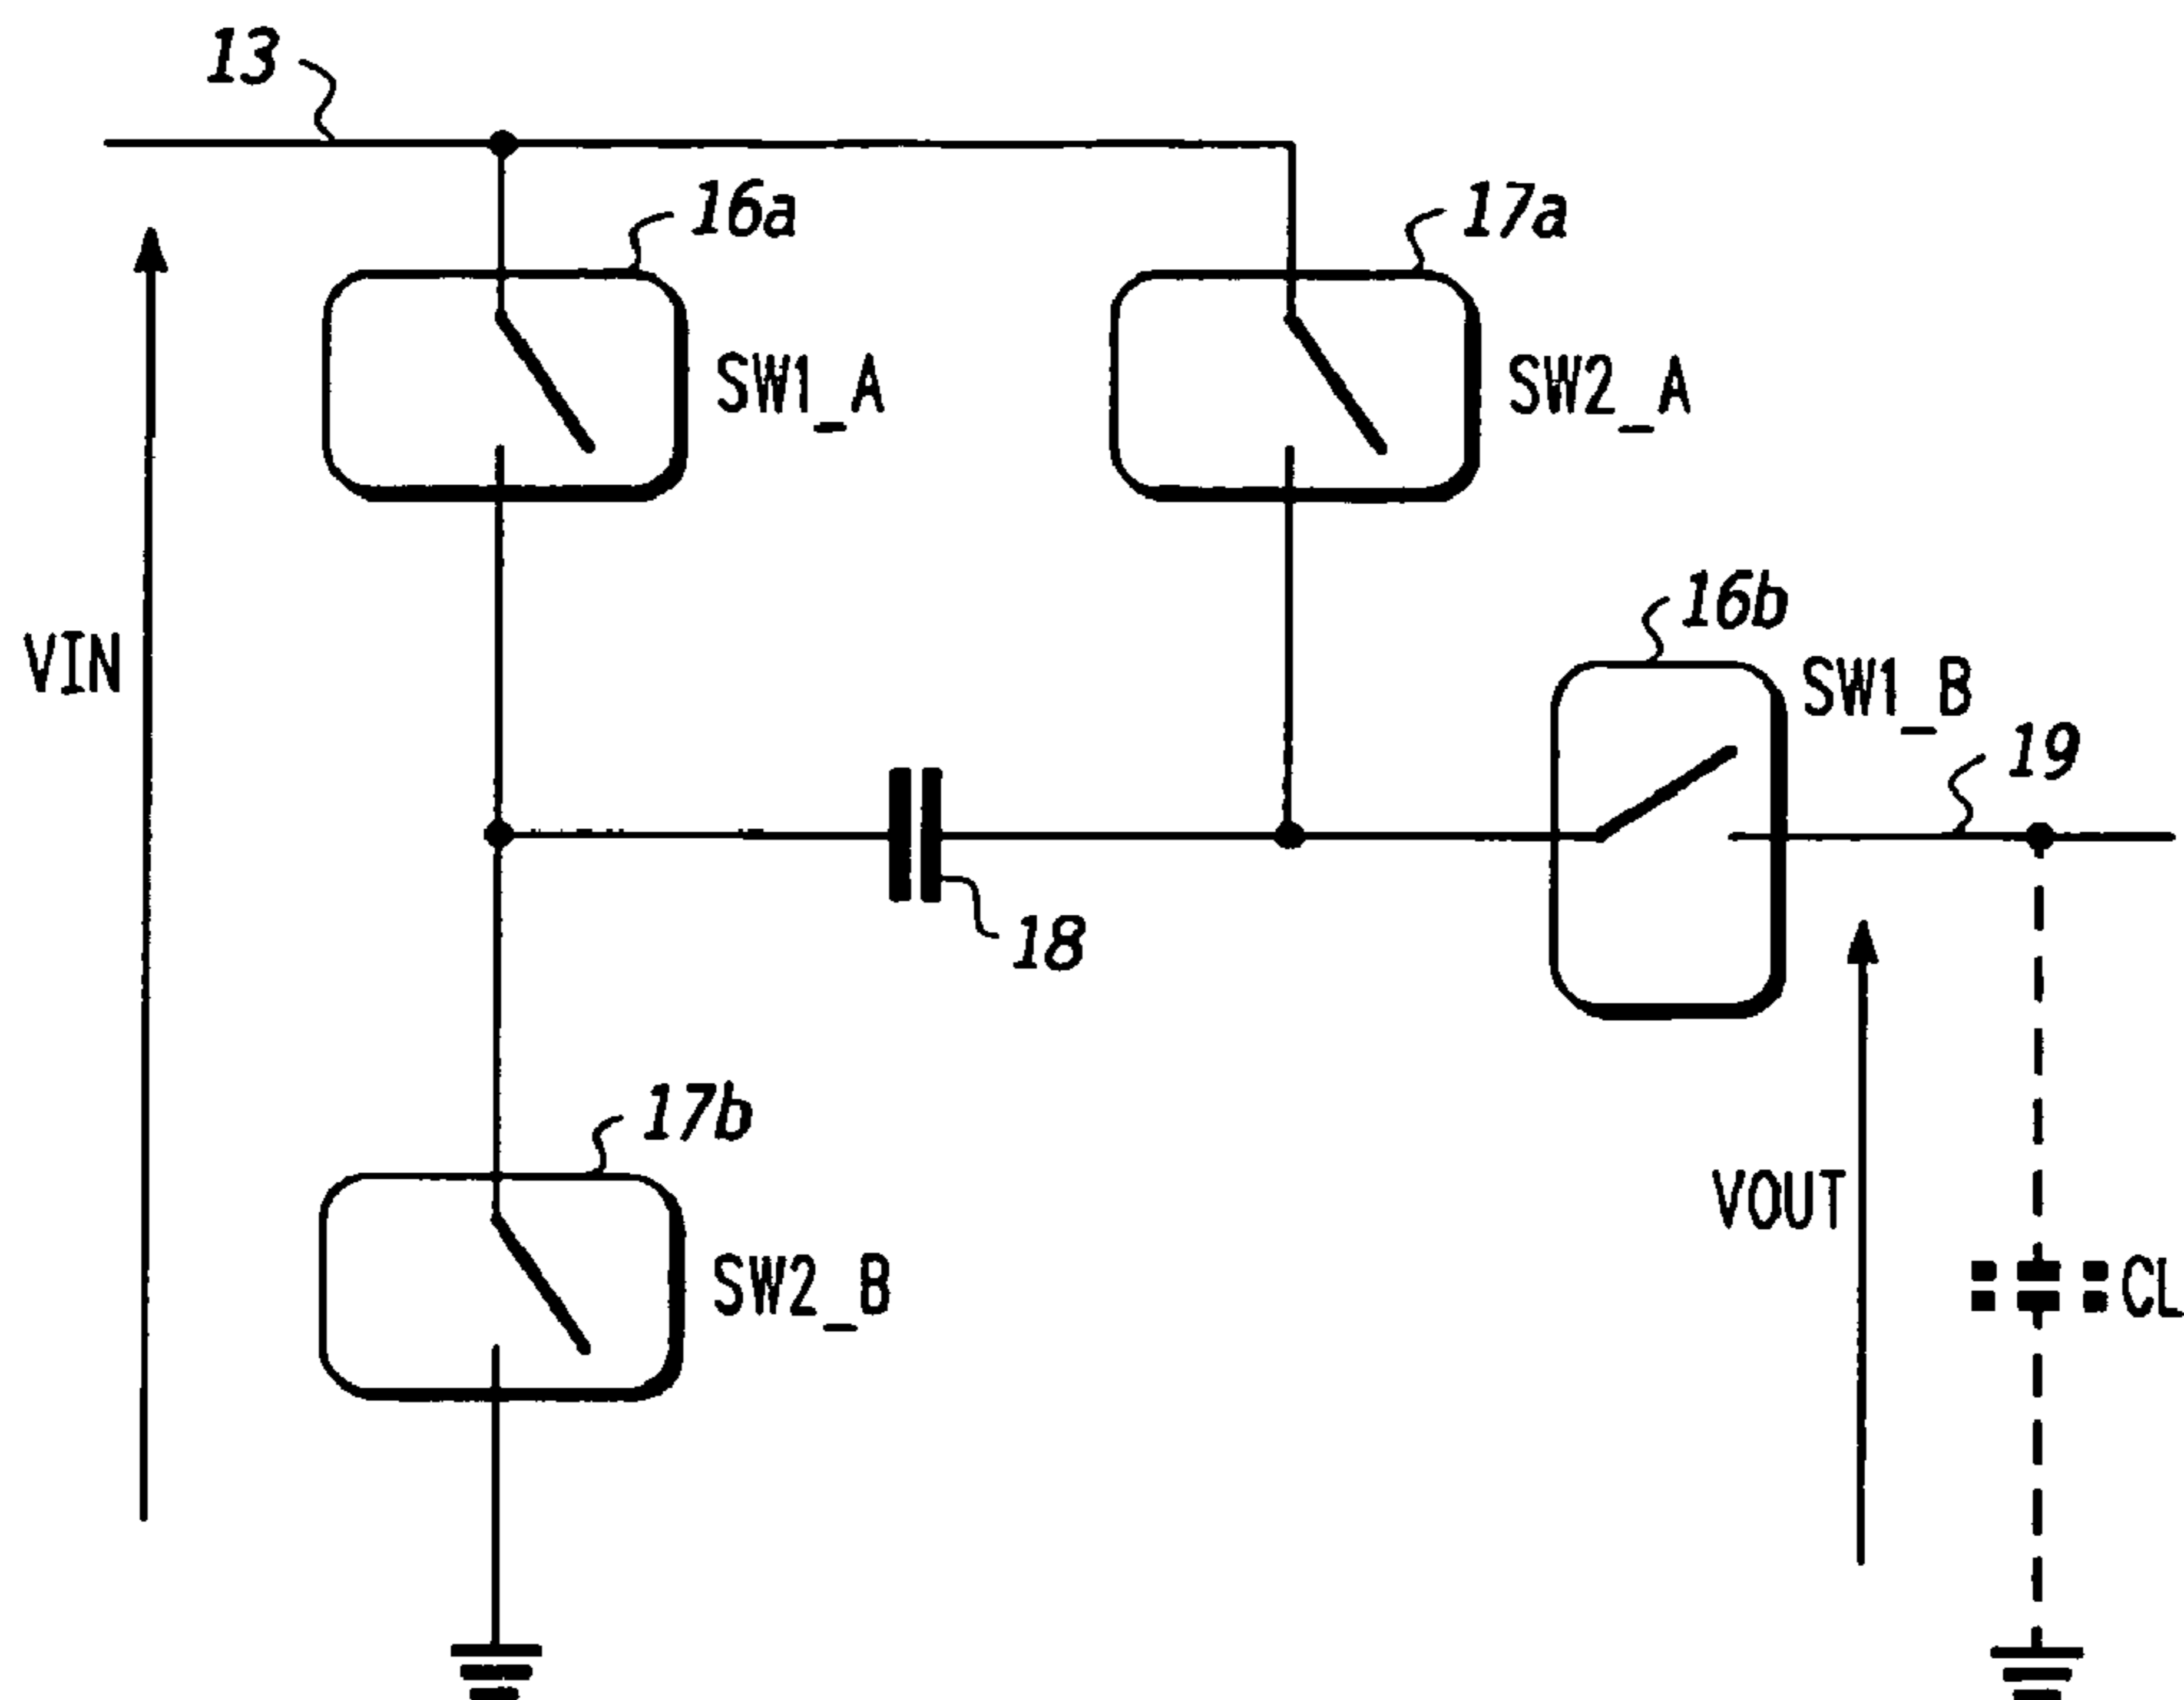 13
16a
17a
SW1_A
SW2_A
16b
VIN
SW1_B
19
18
17b
VOUT
SW2_B
CL